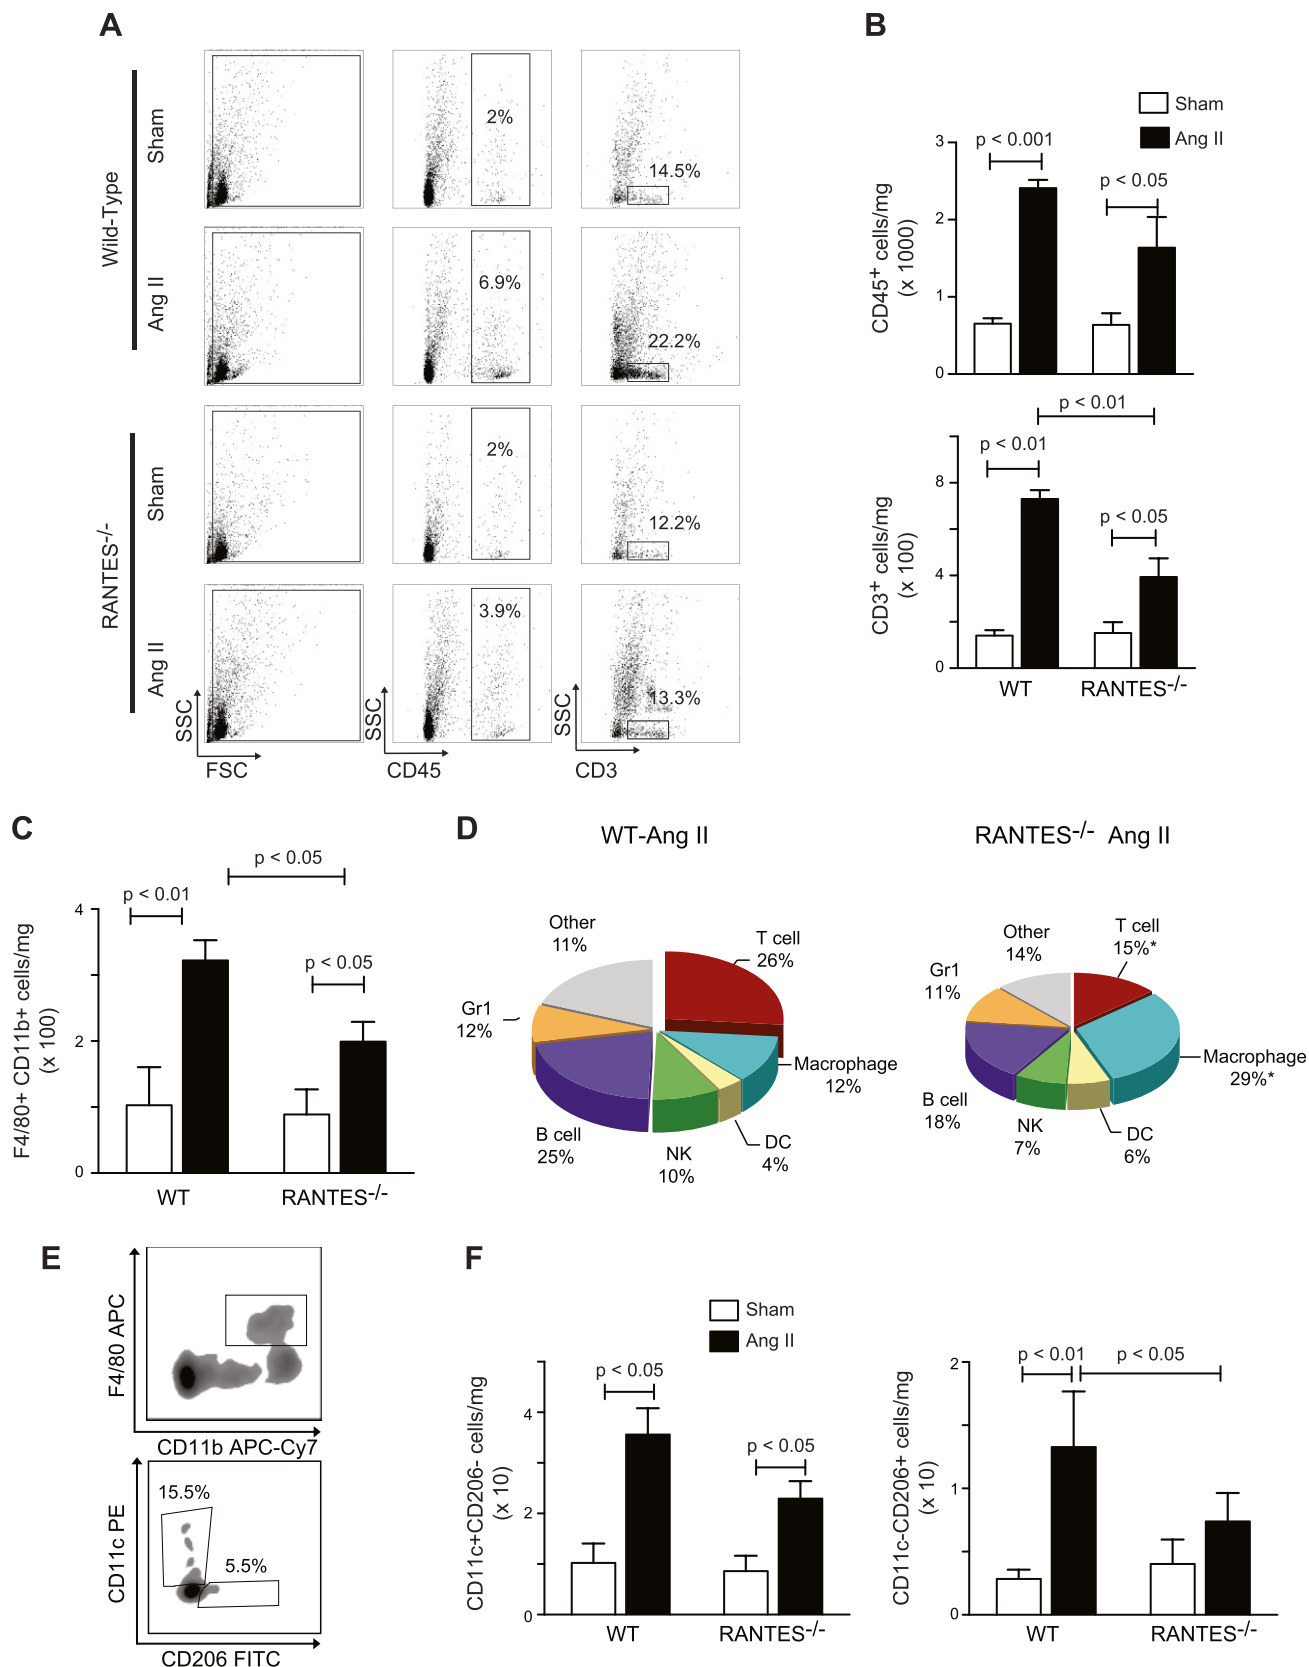 A
Wild-Type
Sham
2%
14.5%
Ang II
6.9%
22.2%
RANTES-/-
Sham
2%
12.2%
Ang II
3.9%
13.3%
SSC
FSC
SSC
CD45
SSC
CD3
B
Sham
Ang II
CD45+ cells/mg
(x 1000)
3
2
1
0
p < 0.001
p < 0.05
CD3+ cells/mg
(x 100)
8
4
0
p < 0.01
p < 0.01
p < 0.05
WT
RANTES-/-
C
F4/80+ CD11b+ cells/mg
(x 100)
4
2
0
p < 0.05
p < 0.01
p < 0.05
WT
RANTES-/-
D
WT-Ang II
Other
11%
T cell
26%
Gr1
12%
Macrophage
12%
B cell
25%
NK
10%
DC
4%
RANTES-/- Ang II
Other
14%
T cell
15%*
Gr1
11%
Macrophage
29%*
B cell
18%
NK
7%
DC
6%
E
F4/80 APC
CD11b APC-Cy7
CD11c PE
15.5%
5.5%
CD206 FITC
F
Sham
Ang II
CD11c+CD206- cells/mg
(x 10)
4
2
0
p < 0.05
p < 0.05
WT
RANTES-/-
CD11c-CD206+ cells/mg
(x 10)
2
1
0
p < 0.01
p < 0.05
WT
RANTES-/-